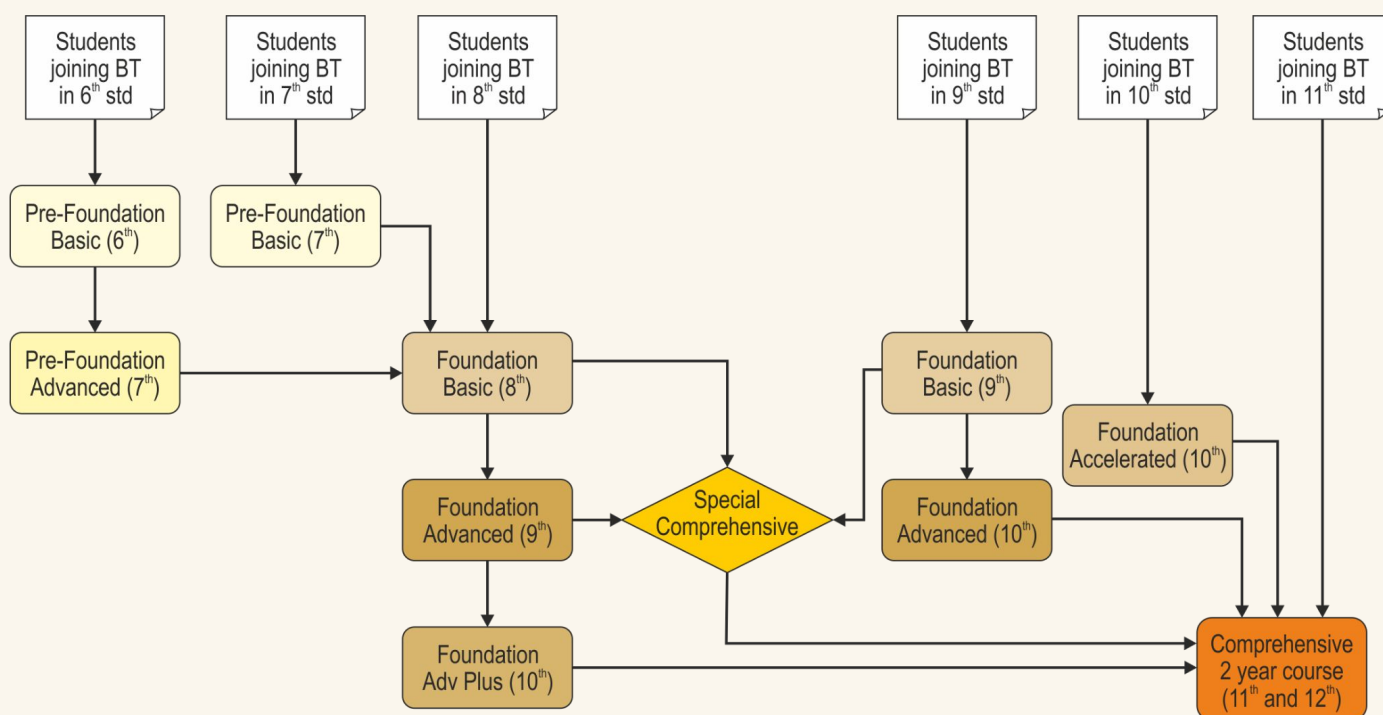 Students
joining BT
in 6th std
Students
joining BT
in 7th std
Students
joining BT
in 8th std
Students
joining BT
in 9th std
Students
joining BT
in 10th std
Students
joining BT
in 11th std
Pre-Foundation
Basic (6th)
Pre-Foundation
Basic (7th)
Pre-Foundation
Advanced (7th)
Foundation
Basic (8th)
Foundation
Basic (9th)
Foundation
Accelerated (10th)
Foundation
Advanced (9th)
Special
Comprehensive
Foundation
Advanced (10th)
Foundation
Adv Plus (10th)
Comprehensive
2 year course
(11th and 12th)